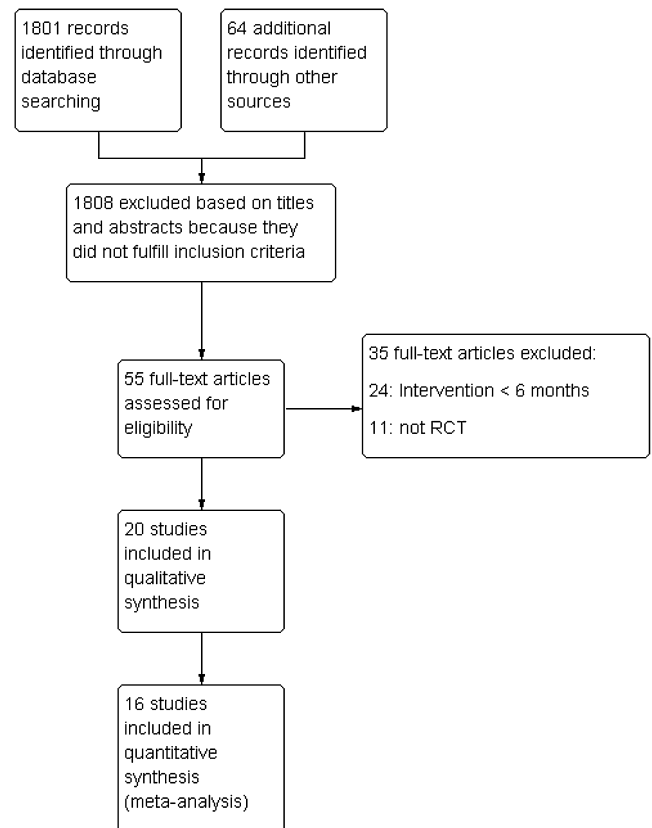 1801 records
identified through
database
searching
64 additional
records identified
through other
sources
1808 excluded based on titles
and abstracts because they
did not fulfill inclusion criteria
55 full-text articles
assessed for
eligibility
35 full-text articles excluded:
24: Intervention < 6 months
11: not RCT
20 studies
included in
qualitative
synthesis
16 studies
included in
quantitative
synthesis
(meta-analysis)